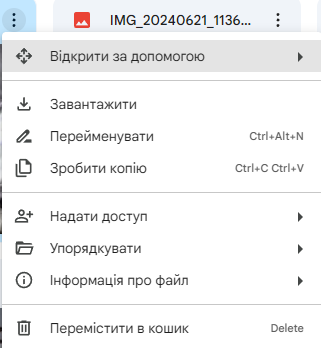 IMG_20240621_1136...
Відкрити за допомогою
Завантажити
Перейменувати Ctrl+Alt+N
Зробити копію Ctrl+C Ctrl+V
Надати доступ
Упорядкувати
Інформація про файл
Перемістити в кошик Delete